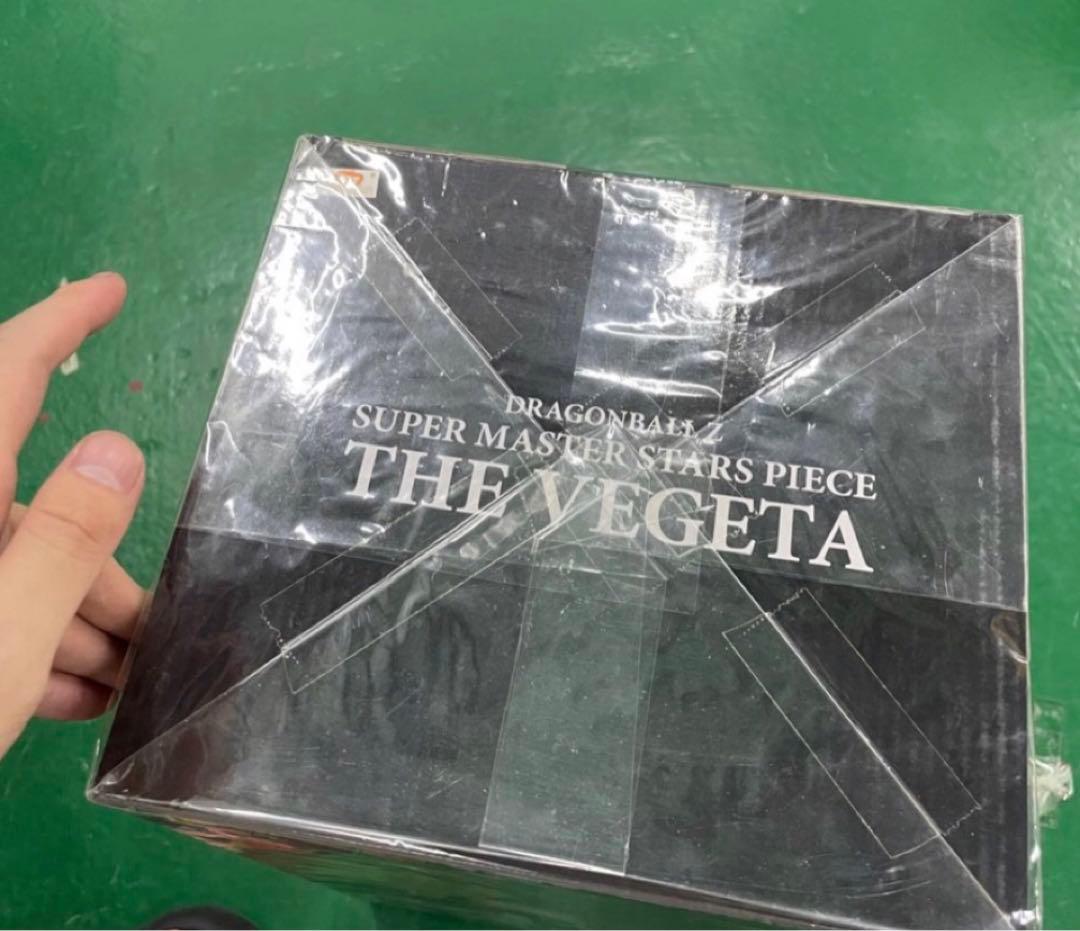 DRAGONBALL Z
SUPER MASTER STARS PIECE
THE VEGETA